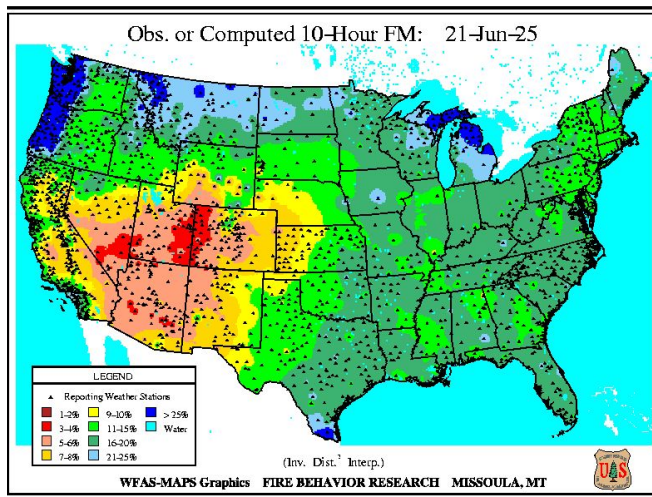 Obs. or Computed 10-Hour FM: 21-Jun-25
LEGEND
Reporting Weather Stations
1-2%
3-4%
5-6%
7-8%
9-10%
11-15%
16-20%
21-25%
> 25%
Water
(Inv. Dist.² Interp.)
WFAS-MAPS Graphics FIRE BEHAVIOR RESEARCH MISSOULA, MT
US